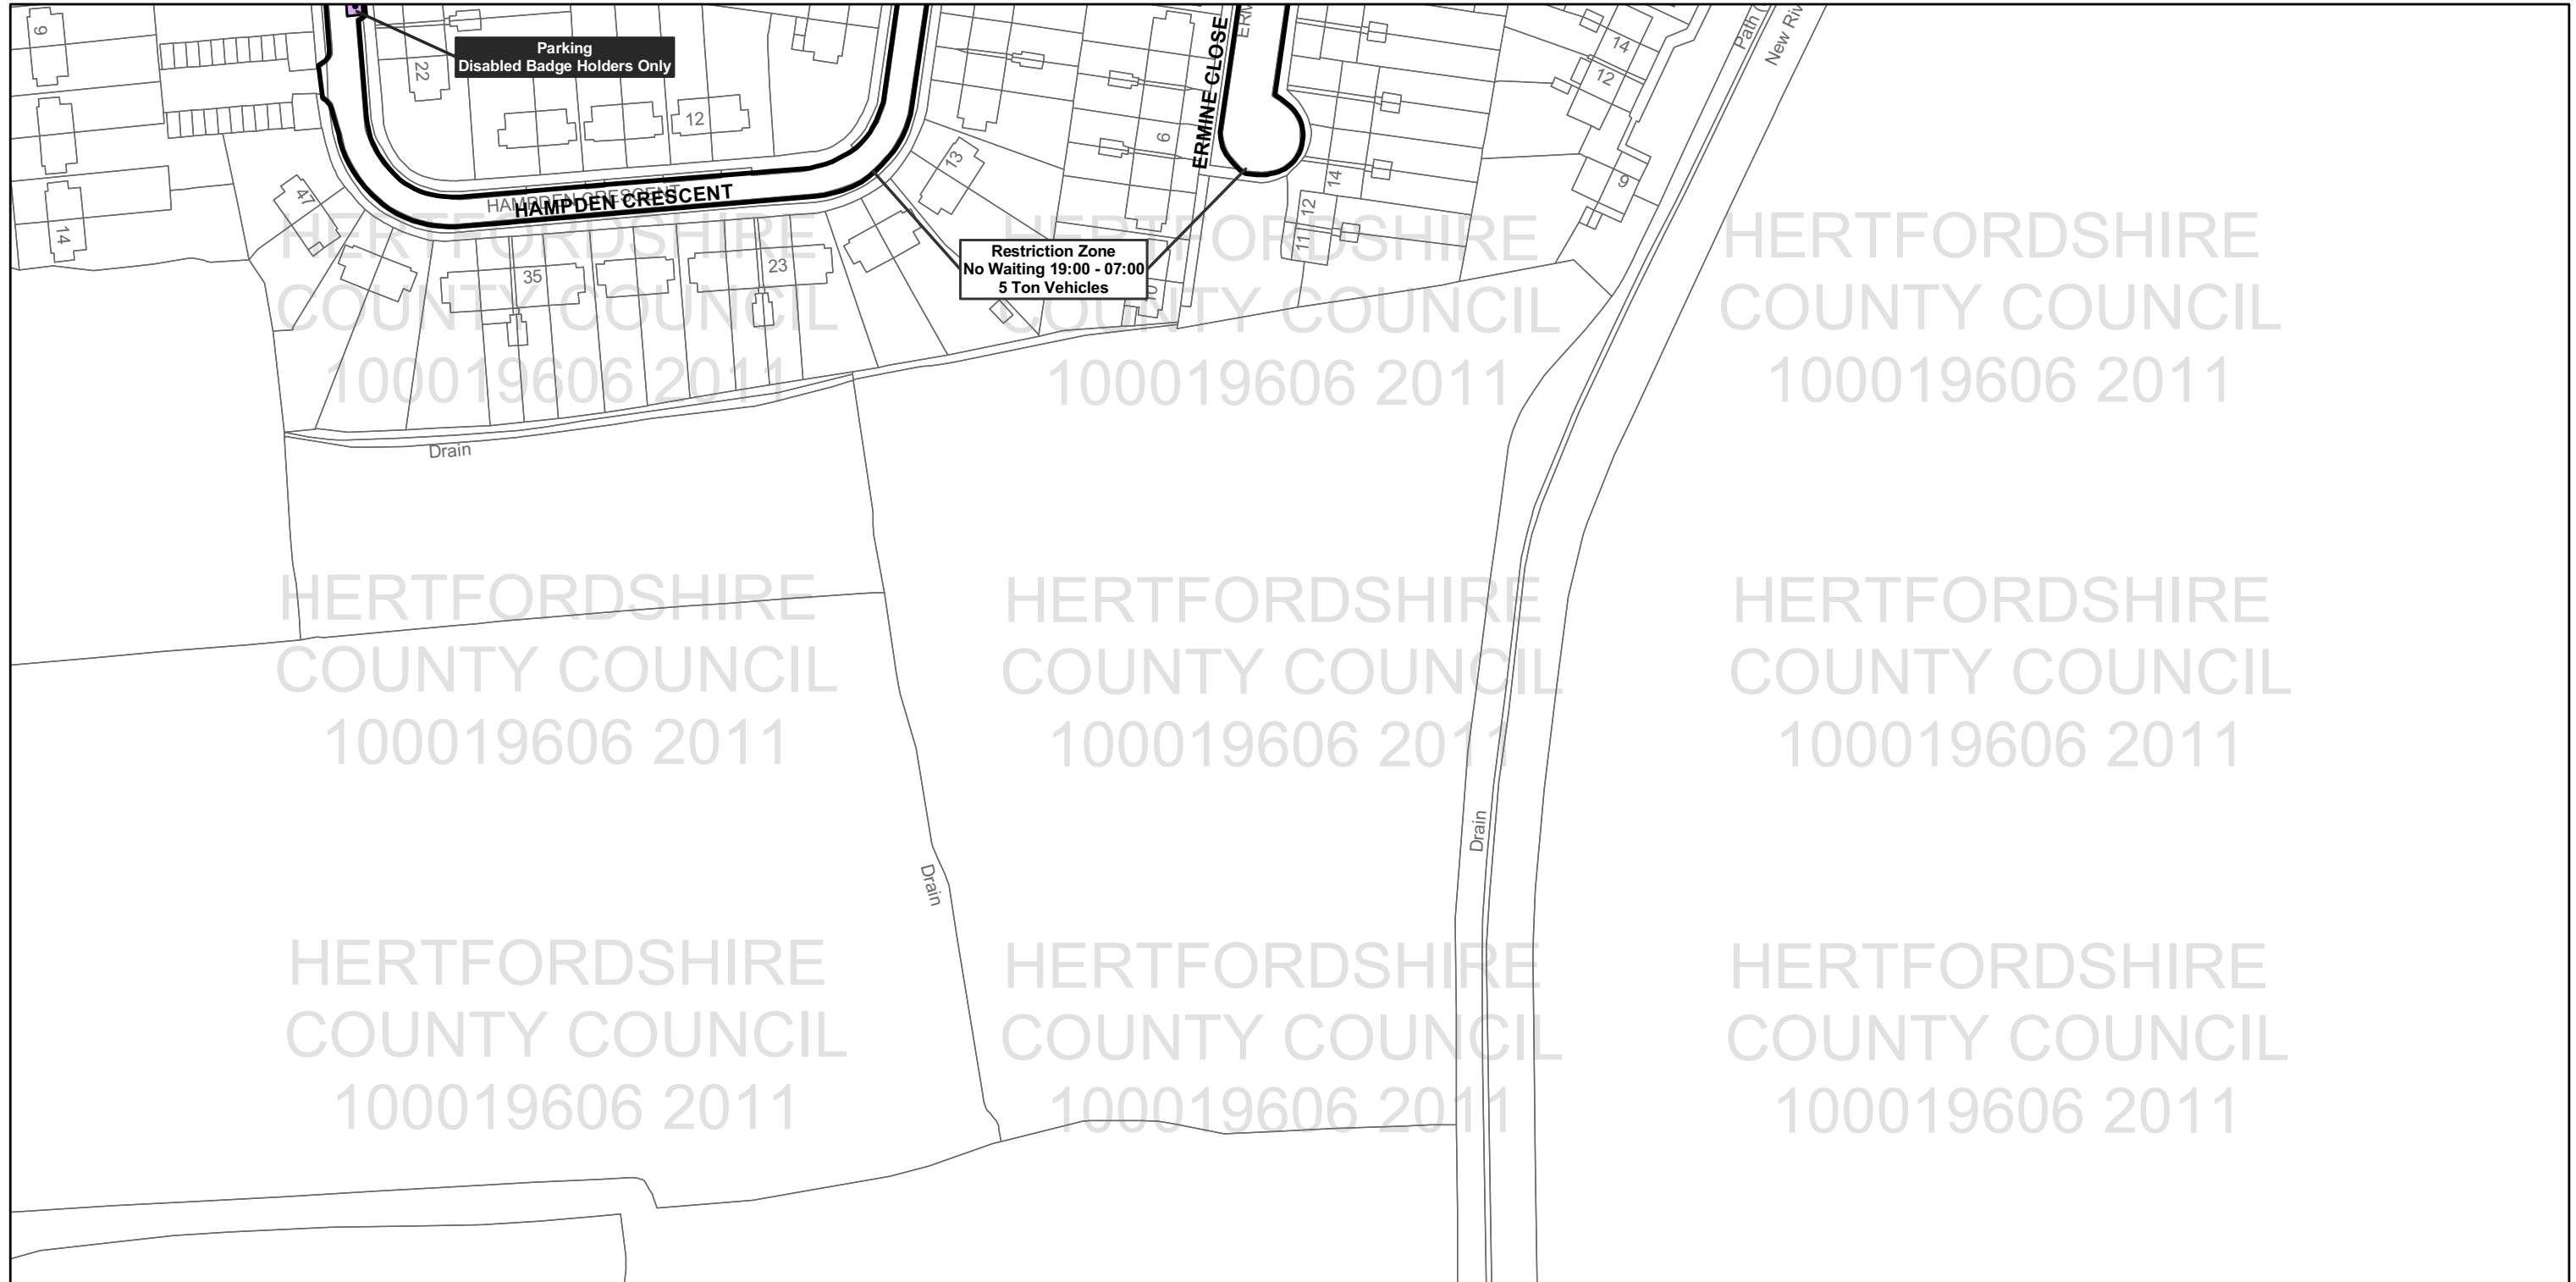 Parking
Disabled Badge Holders Only
9
22
12
14
47
35
23
13
HAMPDEN CRESCENT
HAMPDEN CRESCENT
ERMINE CLOSE
6
14
12
11
14
12
9
Path
New Riv
Restriction Zone
No Waiting 19:00 - 07:00
5 Ton Vehicles
HERTFORDSHIRE
COUNTY COUNCIL
100019606 2011
HERTFORDSHIRE
COUNTY COUNCIL
100019606 2011
HERTFORDSHIRE
COUNTY COUNCIL
100019606 2011
Drain
HERTFORDSHIRE
COUNTY COUNCIL
100019606 2011
HERTFORDSHIRE
COUNTY COUNCIL
100019606 2011
HERTFORDSHIRE
COUNTY COUNCIL
100019606 2011
Drain
Drain
HERTFORDSHIRE
COUNTY COUNCIL
100019606 2011
HERTFORDSHIRE
COUNTY COUNCIL
100019606 2011
HERTFORDSHIRE
COUNTY COUNCIL
100019606 2011